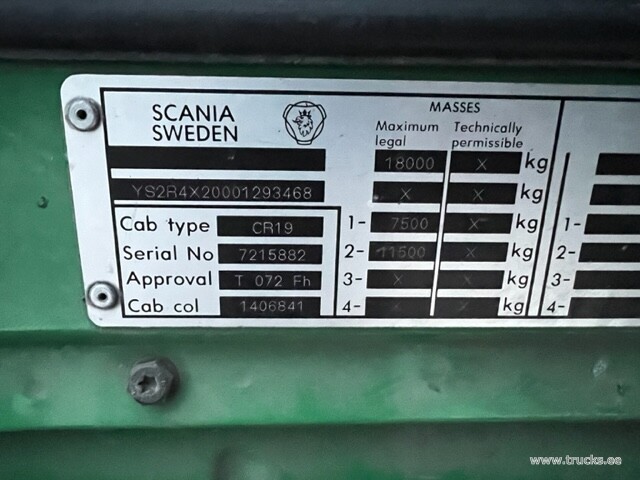 SCANIA
SWEDEN
MASSES
Maximum legal
Technically permissible
18000 X kg
YS2R4X20001293468
X X kg
Cab type CR19
1- 7500 X kg 1-
Serial No 7215882
2- 11500 X kg 2-
Approval T 072 Fh
3- X X kg 3-
Cab col 1406841
4- X X kg 4-
www.trucks.ee